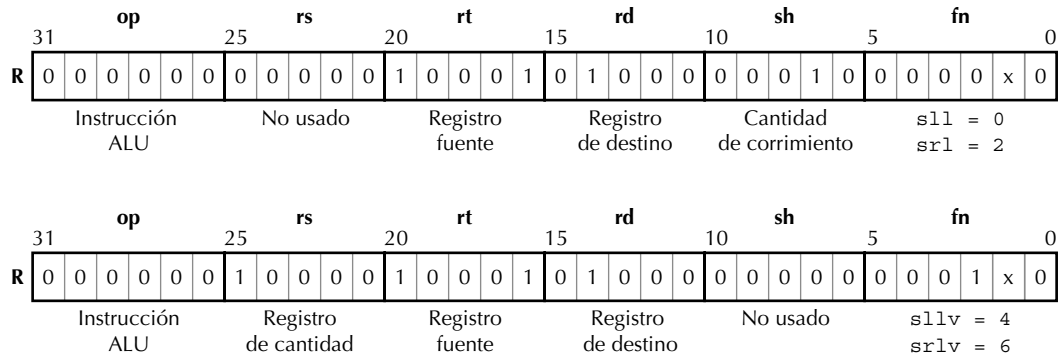 op rs rt rd sh fn
31 25 20 15 10 5 0
R 0 0 0 0 0 0 0 0 0 0 0 1 0 0 0 1 0 1 0 0 0 0 0 0 1 0 0 0 0 0 x 0
Instrucción No usado Registro Registro Cantidad sll = 0
ALU fuente de destino de corrimiento srl = 2
op rs rt rd sh fn
31 25 20 15 10 5 0
R 0 0 0 0 0 0 1 0 0 0 0 1 0 0 0 1 0 1 0 0 0 0 0 0 0 0 0 0 0 1 x 0
Instrucción Registro Registro Registro No usado sllv = 4
ALU de cantidad fuente de destino srlv = 6